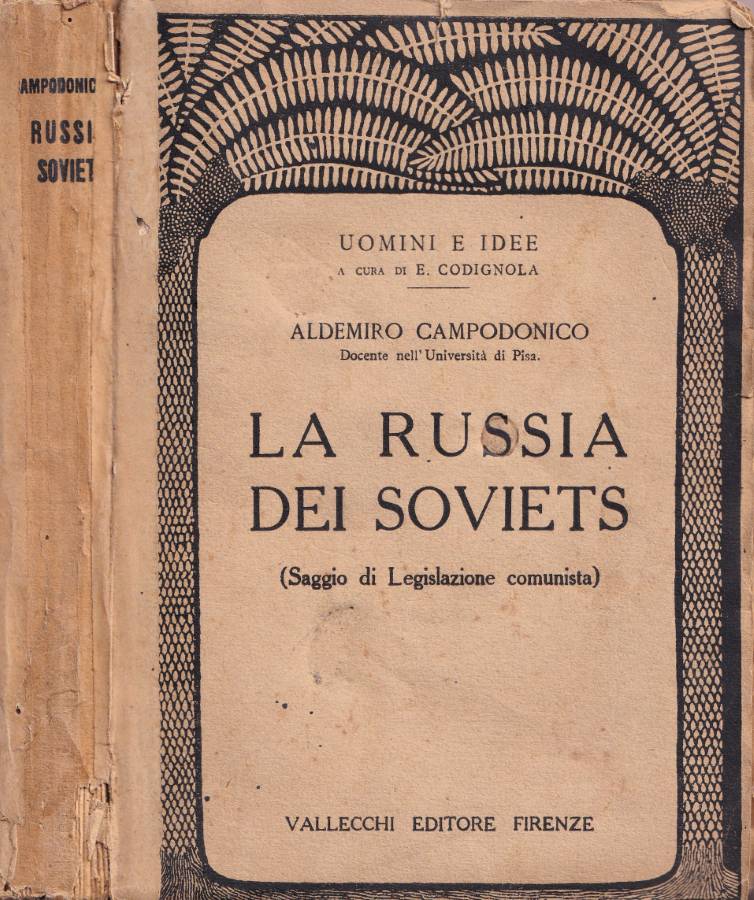 AMPODONIC
RUSSI
SOVIET
UOMINI E IDEE
A CURA DI E. CODIGNOLA
ALDEMIRO CAMPODONICO
Docente nell'Università di Pisa.
LA RUSSIA
DEI SOVIETS
(Saggio di Legislazione comunista)
VALLECCHI EDITORE FIRENZE